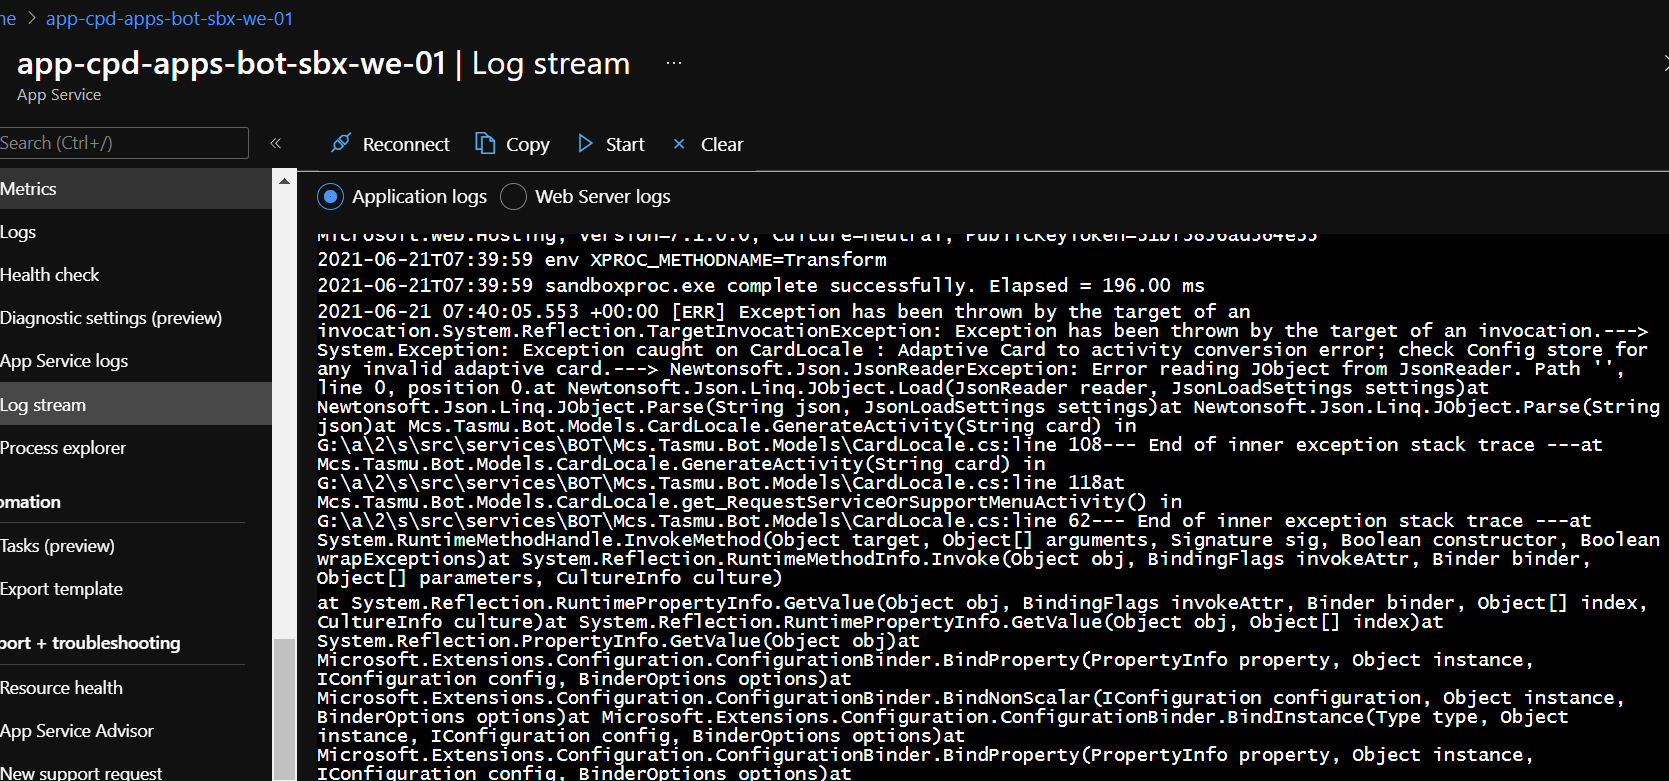 ne > app-cpd-apps-bot-sbx-we-01
app-cpd-apps-bot-sbx-we-01 | Log stream ...
App Service
Search (Ctrl+/)
«
Reconnect Copy Start Clear
Metrics
Logs
Health check
Diagnostic settings (preview)
App Service logs
Log stream
Process explorer
omation
Tasks (preview)
Export template
port + troubleshooting
Resource health
App Service Advisor
New support request
Application logs Web Server logs
Microsoft.Web.Hosting, Version=7.1.0.0, Culture=neutral, PublicKeyToken=31bf3856ad364e35
2021-06-21T07:39:59 env XPROC_METHODNAME=Transform
2021-06-21T07:39:59 sandboxproc.exe complete successfully. Elapsed = 196.00 ms
2021-06-21 07:40:05.553 +00:00 [ERR] Exception has been thrown by the target of an
invocation.System.Reflection.TargetInvocationException: Exception has been thrown by the target of an invocation.--->
System.Exception: Exception caught on CardLocale : Adaptive Card to activity conversion error; check Config store for
any invalid adaptive card.---> Newtonsoft.Json.JsonReaderException: Error reading JObject from JsonReader. Path '',
line 0, position 0.at Newtonsoft.Json.Linq.JObject.Load(JsonReader reader, JsonLoadSettings settings)at
Newtonsoft.Json.Linq.JObject.Parse(String json, JsonLoadSettings settings)at Newtonsoft.Json.Linq.JObject.Parse(String
json)at Mcs.Tasmu.Bot.Models.CardLocale.GenerateActivity(String card) in
G:\a\2\s\src\services\BOT\Mcs.Tasmu.Bot.Models\CardLocale.cs:line 108--- End of inner exception stack trace ---at
Mcs.Tasmu.Bot.Models.CardLocale.GenerateActivity(String card) in
G:\a\2\s\src\services\BOT\Mcs.Tasmu.Bot.Models\CardLocale.cs:line 118at
Mcs.Tasmu.Bot.Models.CardLocale.get_RequestServiceOrSupportMenuActivity() in
G:\a\2\s\src\services\BOT\Mcs.Tasmu.Bot.Models\CardLocale.cs:line 62--- End of inner exception stack trace ---at
System.RuntimeMethodHandle.InvokeMethod(Object target, Object[] arguments, Signature sig, Boolean constructor, Boolean
wrapExceptions)at System.Reflection.RuntimeMethodInfo.Invoke(Object obj, BindingFlags invokeAttr, Binder binder,
Object[] parameters, CultureInfo culture)
at System.Reflection.RuntimePropertyInfo.GetValue(Object obj, BindingFlags invokeAttr, Binder binder, Object[] index,
CultureInfo culture)at System.Reflection.RuntimePropertyInfo.GetValue(Object obj, Object[] index)at
System.Reflection.PropertyInfo.GetValue(Object obj)at
Microsoft.Extensions.Configuration.ConfigurationBinder.BindProperty(PropertyInfo property, Object instance,
IConfiguration config, BinderOptions options)at
Microsoft.Extensions.Configuration.ConfigurationBinder.BindNonScalar(IConfiguration configuration, Object instance,
BinderOptions options)at Microsoft.Extensions.Configuration.ConfigurationBinder.BindInstance(Type type, Object
instance, IConfiguration config, BinderOptions options)at
Microsoft.Extensions.Configuration.ConfigurationBinder.BindProperty(PropertyInfo property, Object instance,
IConfiguration config, BinderOptions options)at